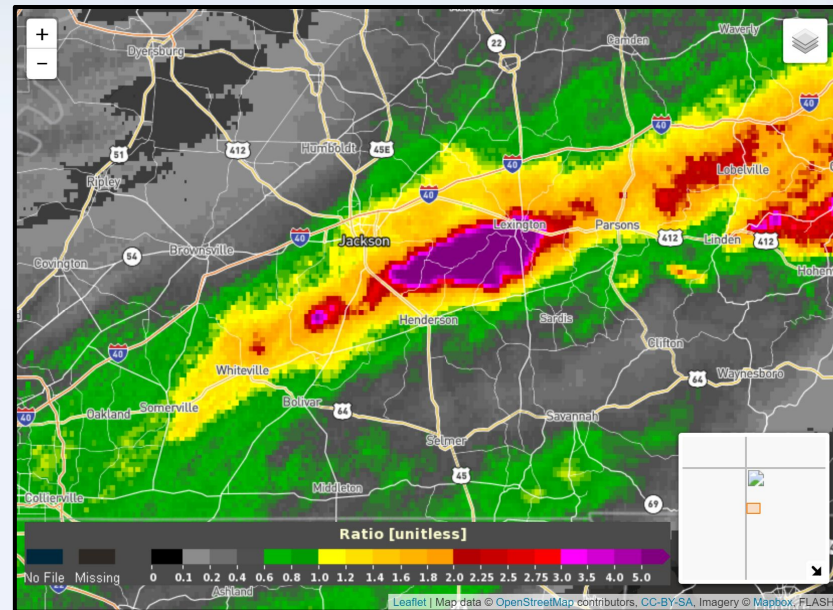 +
−
22
Camden
Waverly
Dyersburg
40
40
51
412
Humboldt
45E
40
Lobelville
Ripley
40
Lexington
Parsons
40
Jackson
412
Linden
412
54
Brownsville
Covington
Hohen
Henderson
Sardis
Clifton
40
Whiteville
64
Waynesboro
Bolivar
64
40
Oakland
Somerville
Savannah
Selmer
45
Middleton
69
Collierville
Ratio [unitless]
No File
Missing
0 0.1 0.2 0.4 0.6 0.8 1.0 1.2 1.4 1.6 1.8 2.0 2.25 2.5 2.75 3.0 3.5 4.0 5.0
Ashland
Leaflet | Map data © OpenStreetMap contributors, CC-BY-SA, Imagery © Mapbox, FLASH